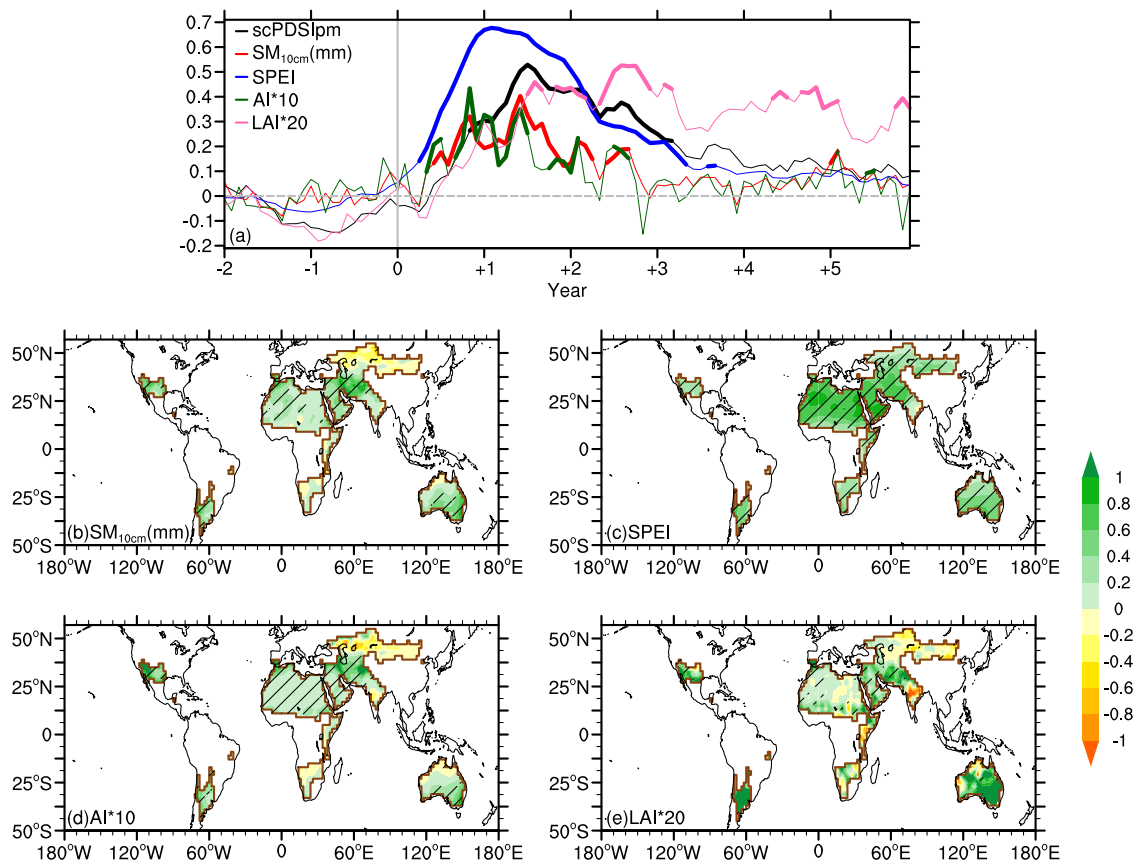 0.7
0.6
0.5
0.4
0.3
0.2
0.1
0
-0.1
-0.2
scPDSIpm
SM10cm(mm)
SPEI
AI*10
LAI*20
(a)
-2 -1 0 +1 +2 +3 +4 +5
Year
50°N
25°N
0
25°S
50°S
(b)SM10cm(mm)
180°W 120°W 60°W 0 60°E 120°E 180°E
50°N
25°N
0
25°S
50°S
(c)SPEI
180°W 120°W 60°W 0 60°E 120°E 180°E
50°N
25°N
0
25°S
50°S
(d)AI*10
180°W 120°W 60°W 0 60°E 120°E 180°E
50°N
25°N
0
25°S
50°S
(e)LAI*20
180°W 120°W 60°W 0 60°E 120°E 180°E
1
0.8
0.6
0.4
0.2
0
-0.2
-0.4
-0.6
-0.8
-1